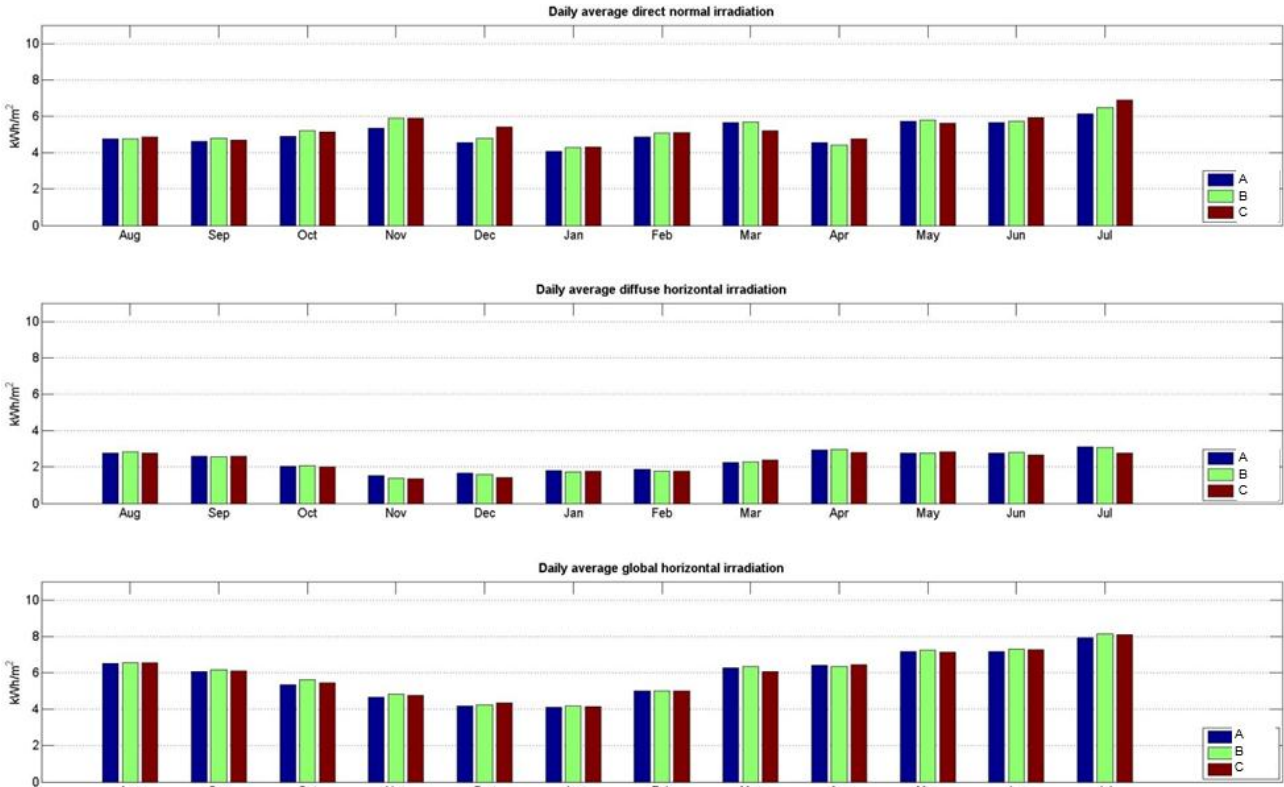 Daily average direct normal irradiation
kWh/m²
10
8
6
4
2
0
Aug Sep Oct Nov Dec Jan Feb Mar Apr May Jun Jul
A
B
C
Daily average diffuse horizontal irradiation
kWh/m²
10
8
6
4
2
0
Aug Sep Oct Nov Dec Jan Feb Mar Apr May Jun Jul
A
B
C
Daily average global horizontal irradiation
kWh/m²
10
8
6
4
2
0
A
B
C